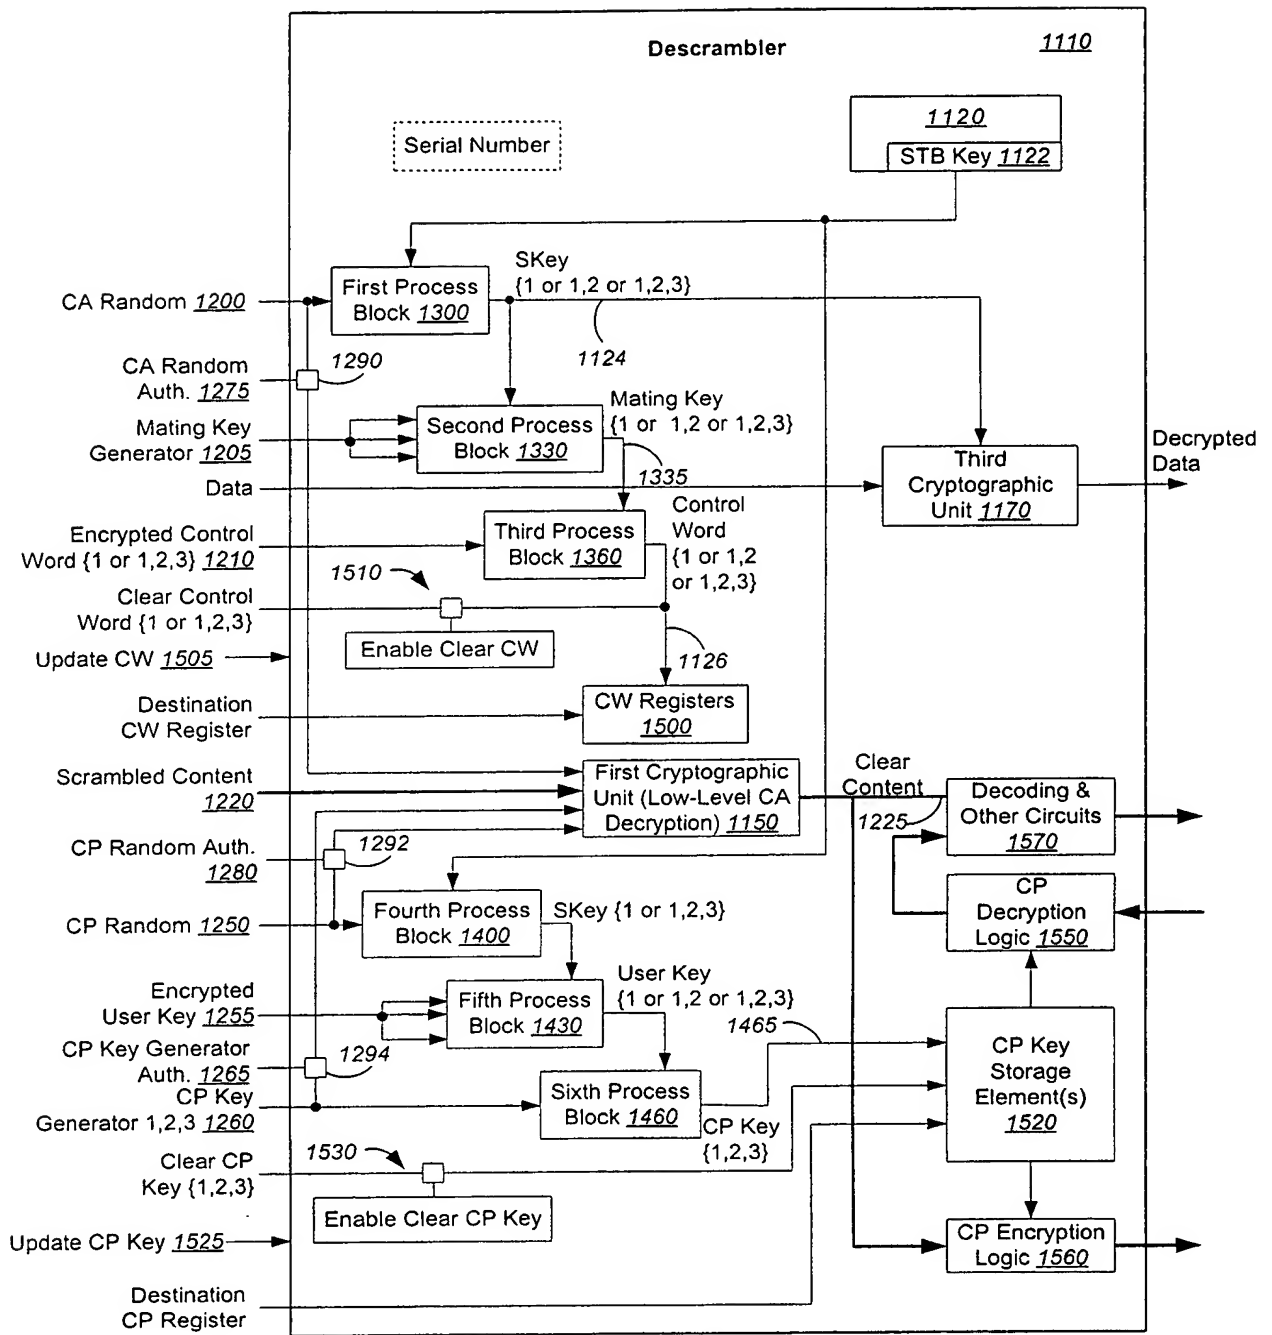 Descrambler
1110
1120
STB Key 1122
Serial Number
SKey
{1 or 1,2 or 1,2,3}
CA Random 1200
First Process
Block 1300
1124
CA Random
Auth. 1275
1290
Mating Key
Generator 1205
Second Process
Block 1330
Mating Key
{1 or 1,2 or 1,2,3}
1335
Decrypted
Data
Third
Cryptographic
Unit 1170
Data
Encrypted Control
Word {1 or 1,2,3} 1210
Third Process
Block 1360
Control
Word
{1 or 1,2
or 1,2,3}
1510
Clear Control
Word {1 or 1,2,3}
Enable Clear CW
1126
Update CW 1505
Destination
CW Register
CW Registers
1500
Scrambled Content
1220
First Cryptographic
Unit (Low-Level CA
Decryption) 1150
Clear
Content
1225
Decoding &
Other Circuits
1570
CP Random Auth.
1280
1292
CP
Decryption
Logic 1550
CP Random 1250
Fourth Process
Block 1400
SKey {1 or 1,2,3}
Encrypted
User Key 1255
Fifth Process
Block 1430
User Key
{1 or 1,2 or 1,2,3}
1465
CP Key
Storage
Element(s)
1520
CP Key Generator
Auth. 1265
1294
CP Key
Generator 1,2,3 1260
Sixth Process
Block 1460
CP Key
{1,2,3}
1530
Clear CP
Key {1,2,3}
Enable Clear CP Key
Update CP Key 1525
CP Encryption
Logic 1560
Destination
CP Register